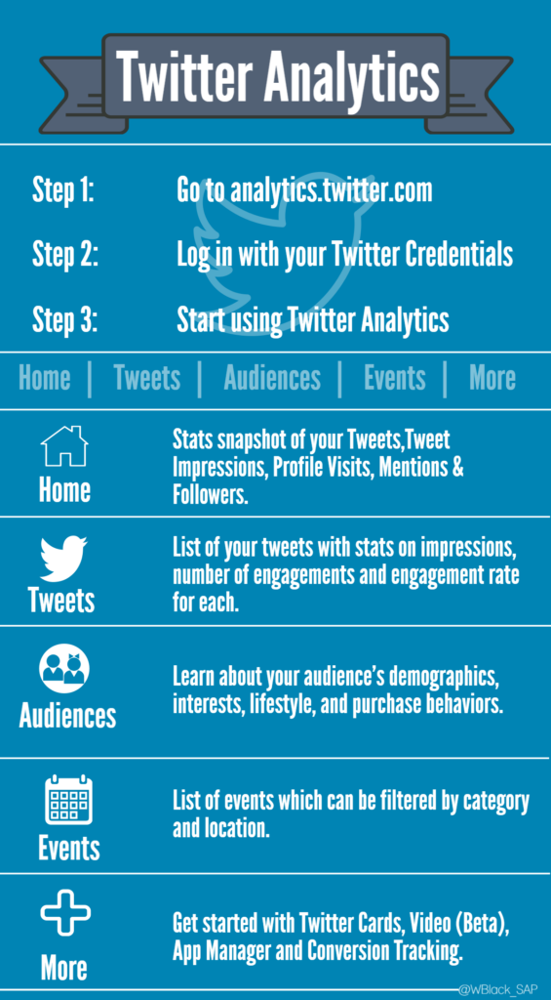 Twitter Analytics
Step 1: Go to analytics.twitter.com
Step 2: Log in with your Twitter Credentials
Step 3: Start using Twitter Analytics
Home | Tweets | Audiences | Events | More
Home
Stats snapshot of your Tweets,Tweet
Impressions, Profile Visits, Mentions &
Followers.
Tweets
List of your tweets with stats on impressions,
number of engagements and engagement rate
for each.
Audiences
Learn about your audience's demographics,
interests, lifestyle, and purchase behaviors.
Events
List of events which can be filtered by category
and location.
More
Get started with Twitter Cards, Video (Beta),
App Manager and Conversion Tracking.
@WBlack_SAP